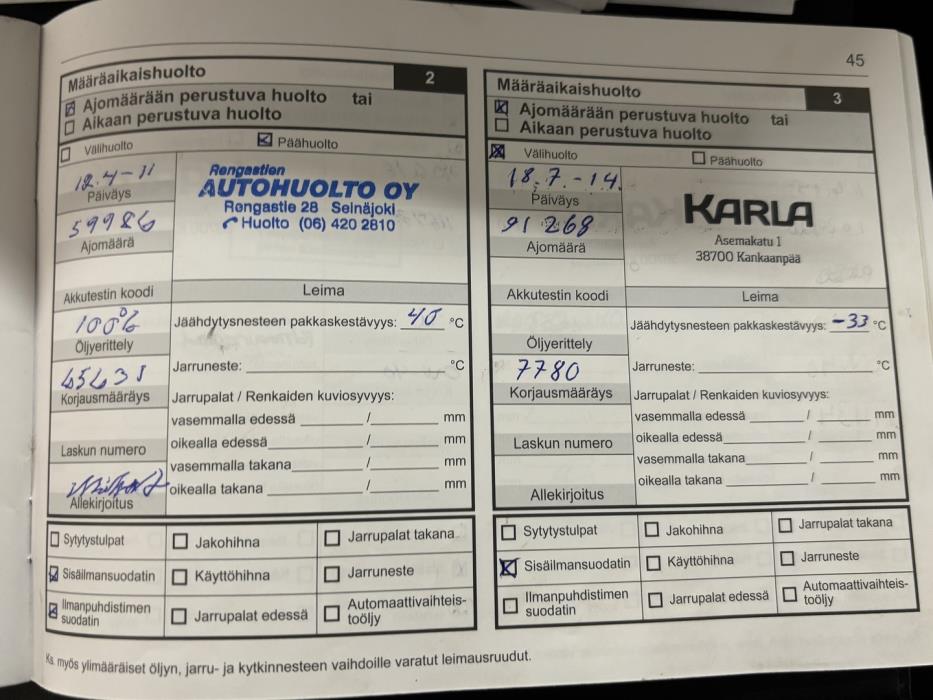 45
Määräaikaishuolto 2
Ajomäärään perustuva huolto tai
Aikaan perustuva huolto
Välihuolto Päähuolto
12.4-11
Päiväys
59986
Ajomäärä
Rengastien
AUTOHUOLTO OY
Rengastie 28 Seinäjoki
Huolto (06) 420 2810
Akkutestin koodi
Leima
100%
Öljyerittely
Jäähdytysnesteen pakkaskestävyys: 40 °C
Korjausmääräys
Jarruneste: °C
Jarrupalat / Renkaiden kuviosyvyys:
vasemmalla edessä / mm
oikealla edessä / mm
Laskun numero
vasemmalla takana / mm
oikealla takana / mm
Allekirjoitus
Sytytystulpat Jakohihna Jarrupalat takana
Sisäilmansuodatin Käyttöhihna Jarruneste
Ilmanpuhdistimen suodatin Jarrupalat edessä Automaattivaihteis-
toöljy
Määräaikaishuolto 3
Ajomäärään perustuva huolto tai
Aikaan perustuva huolto
Välihuolto Päähuolto
18.7.-14.
Päiväys
91 268
Ajomäärä
KARLA
Asemakatu 1
38700 Kankaanpää
Akkutestin koodi
Leima
Öljyerittely
Jäähdytysnesteen pakkaskestävyys: -33 °C
7780
Korjausmääräys
Jarruneste: °C
Jarrupalat / Renkaiden kuviosyvyys:
vasemmalla edessä / mm
oikealla edessä / mm
Laskun numero
vasemmalla takana / mm
oikealla takana / mm
Allekirjoitus
Sytytystulpat Jakohihna Jarrupalat takana
Sisäilmansuodatin Käyttöhihna Jarruneste
Ilmanpuhdistimen suodatin Jarrupalat edessä Automaattivaihteis-
toöljy
Ks. myös ylimääräiset öljyn, jarru- ja kytkinnesteen vaihdoille varatut leimausruudut.